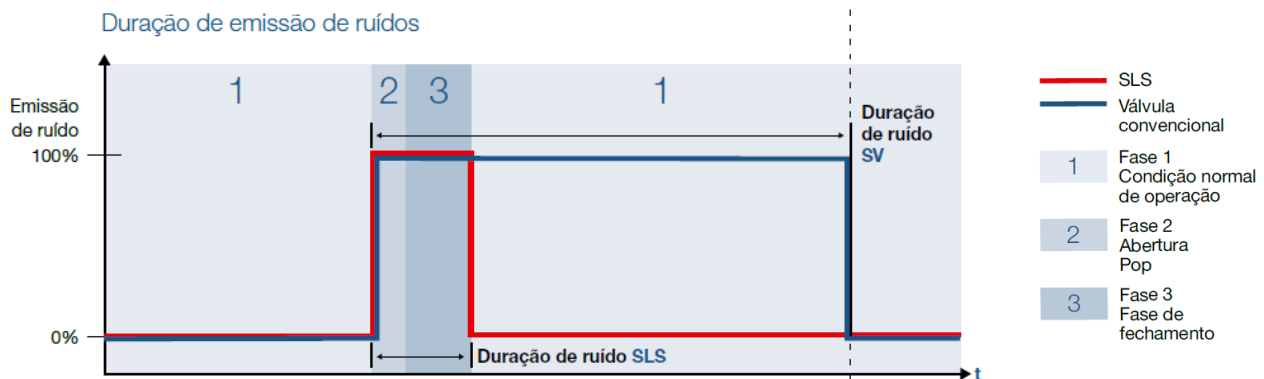 Duração de emissão de ruídos
1
2
3
1
Emissão
de ruído
100%
0%
Duração
de ruído
SV
Duração de ruído SLS
t
SLS
Válvula
convencional
1
Fase 1
Condição normal
de operação
2
Fase 2
Abertura
Pop
3
Fase 3
Fase de
fechamento